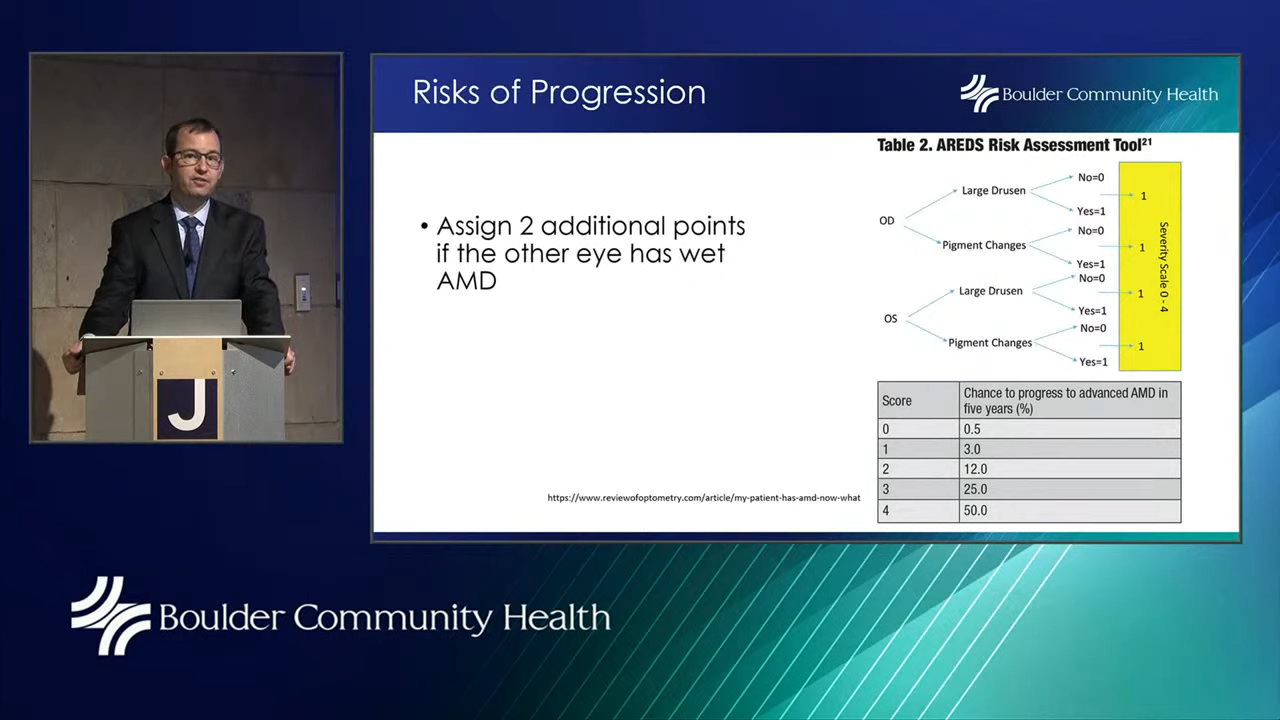 Risks of Progression
Boulder Community Health
• Assign 2 additional points
if the other eye has wet
AMD
https://www.reviewofoptometry.com/article/my-patient-has-amd-now-what
Table 2. AREDS Risk Assessment Tool21
OD
Large Drusen
No=0
Yes=1
1
Pigment Changes
No=0
Yes=1
1
OS
Large Drusen
No=0
Yes=1
1
Pigment Changes
No=0
Yes=1
1
Severity Scale 0 - 4
Score
Chance to progress to advanced AMD in
five years (%)
0 0.5
1 3.0
2 12.0
3 25.0
4 50.0
J
Boulder Community Health